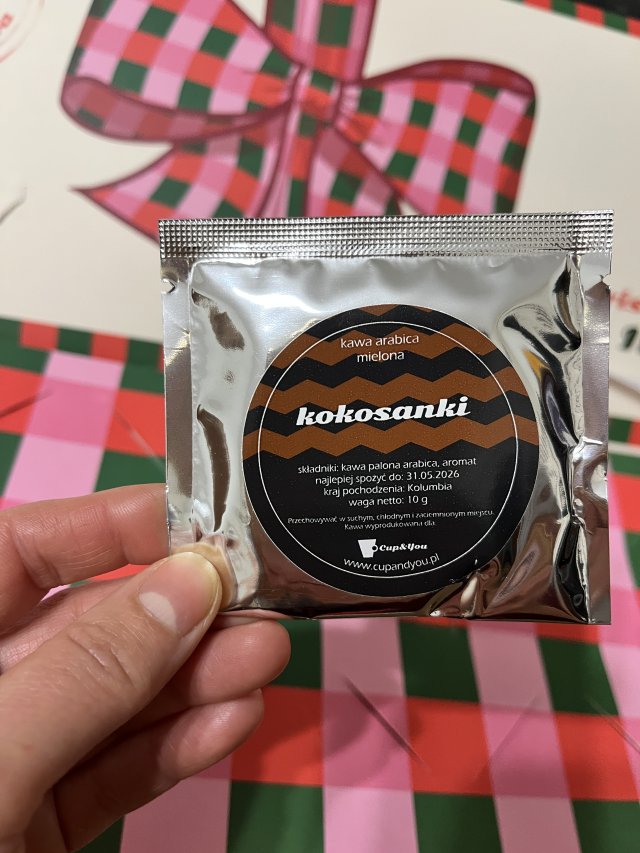 kawa arabica
mielona
kokosanki
składniki: kawa palona arabica, aromat
najlepiej spożyć do: 31.05.2026
kraj pochodzenia: Kolumbia
waga netto: 10 g
Przechowywać w suchym, chłodnym i zaciemnionym miejscu.
Kawa wyprodukowana dla:
Cup&You
www.cupandyou.pl